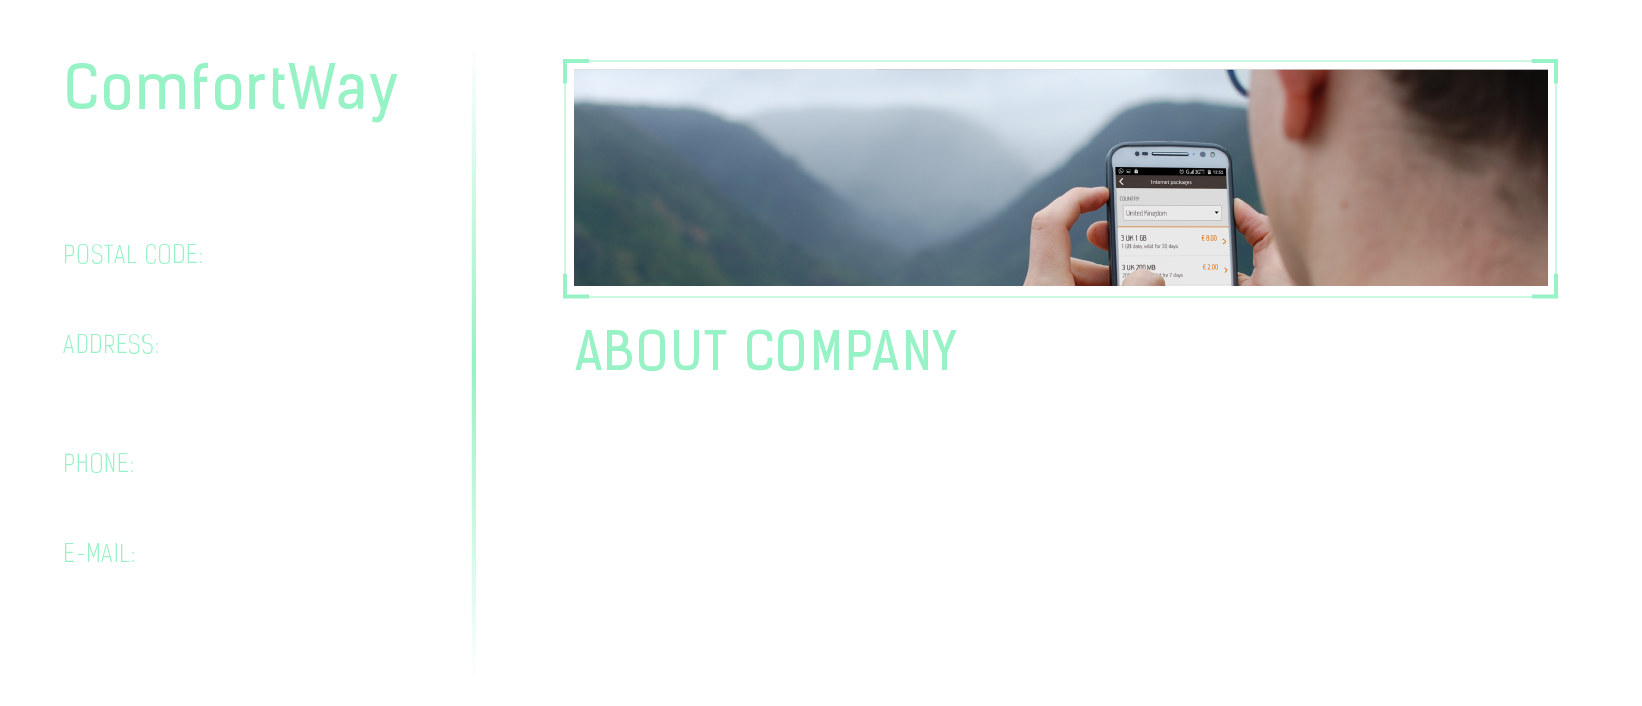 ComfortWay
POSTAL CODE:
ADDRESS:
PHONE:
E-MAIL:
Internet packages
COUNTRY
United Kingdom
3 UK 1 GB
€ 8.00
1 GB data, valid for 30 days
3 UK 200 MB
€ 2.00
for 7 days
ABOUT COMPANY